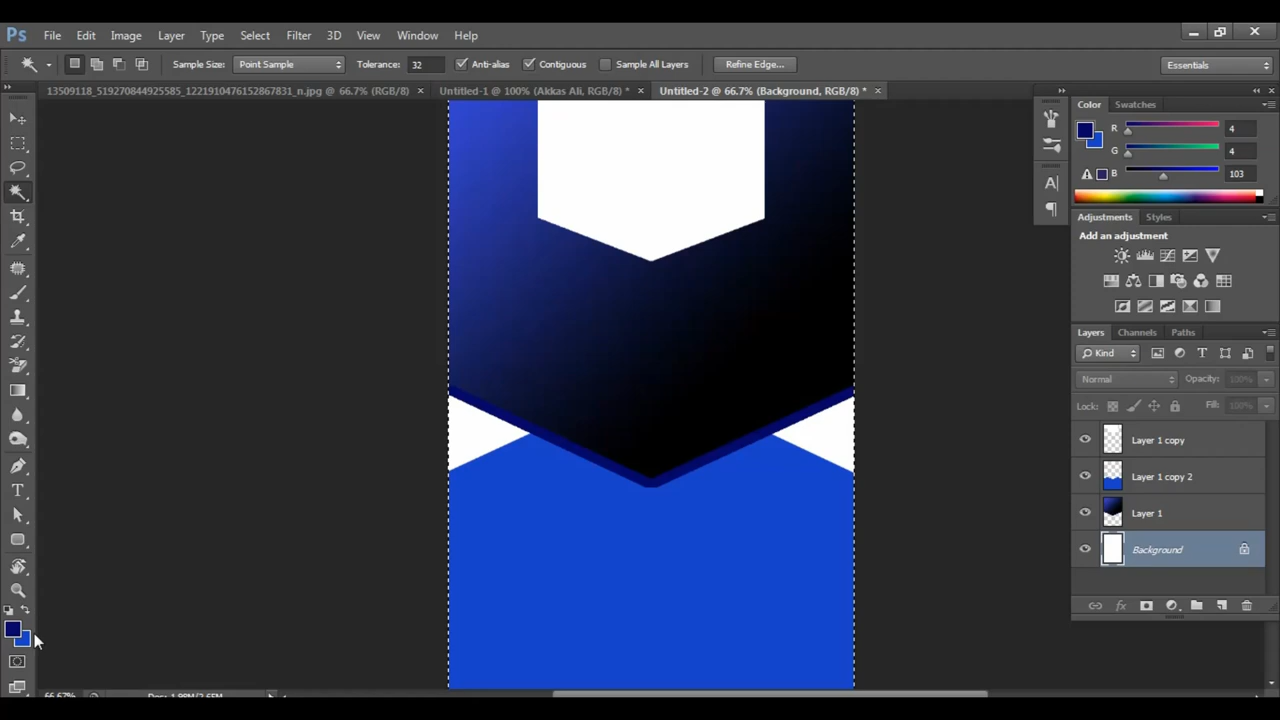 Ps File Edit Image Layer Type Select Filter 3D View Window Help
Sample Size: Point Sample Tolerance: 32 Anti-alias Contiguous Sample All Layers Refine Edge... Essentials
13509118_519270844925585_1221910476152867831_n.jpg @ 66.7% (RGB/8) × Untitled-1 @ 100% (Akkas Ali, RGB/8) * × Untitled-2 @ 66.7% (Background, RGB/8) * ×
Color Swatches
R 4
G 4
B 103
Adjustments Styles
Add an adjustment
Layers Channels Paths
Kind
Normal Opacity: 100%
Lock: Fill: 100%
Layer 1 copy
Layer 1 copy 2
Layer 1
Background